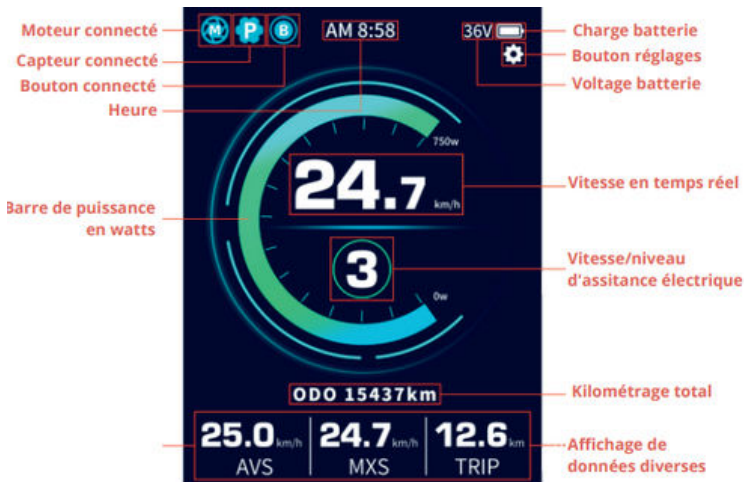 Moteur connecté
Capteur connecté
Bouton connecté
Heure
Barre de puissance
en watts
M
P
B
AM 8:58
36V
750w
24.7 km/h
3
0w
ODO 15437km
25.0 km/h
AVS
24.7 km/h
MXS
12.6 km
TRIP
Charge batterie
Bouton réglages
Voltage batterie
Vitesse en temps réel
Vitesse/niveau
d'assitance électrique
Kilométrage total
Affichage de
données diverses